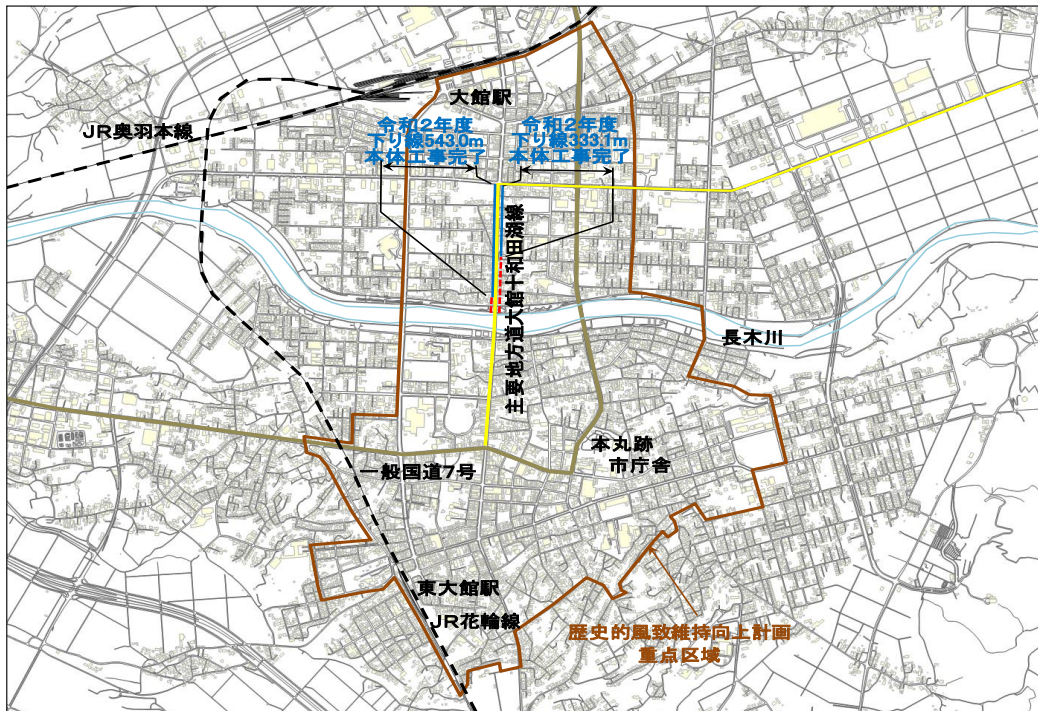 大館駅
JR奥羽本線
令和2年度
下り線543.0m
本体工事完了
令和2年度
下り線333.1m
本体工事完了
主要地方道大館十和田湖線
長木川
本丸跡
市庁舎
一般国道7号
東大館駅
JR花輪線
歴史的風致維持向上計画
重点区域